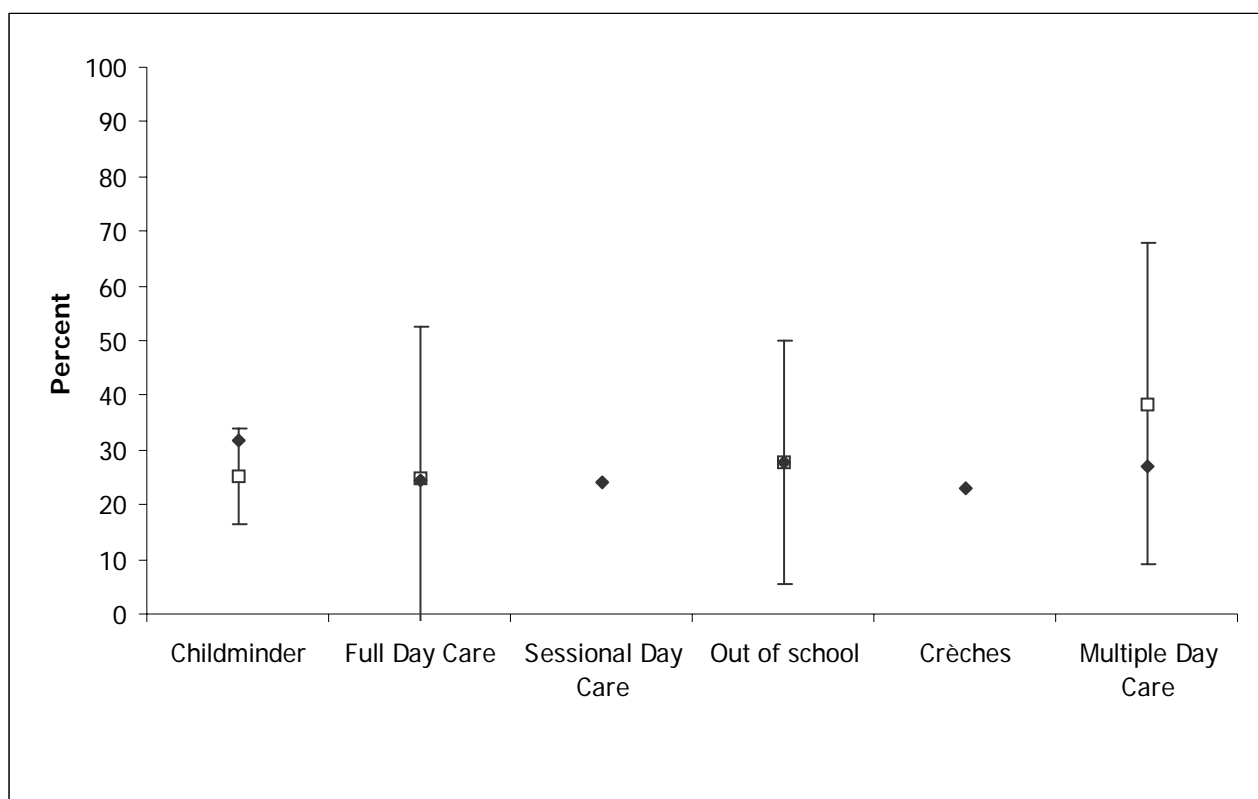 100
90
80
70
60
50
40
30
20
10
0
Percent
Childminder
Full Day Care
Sessional Day
Care
Out of school
Crèches
Multiple Day
Care